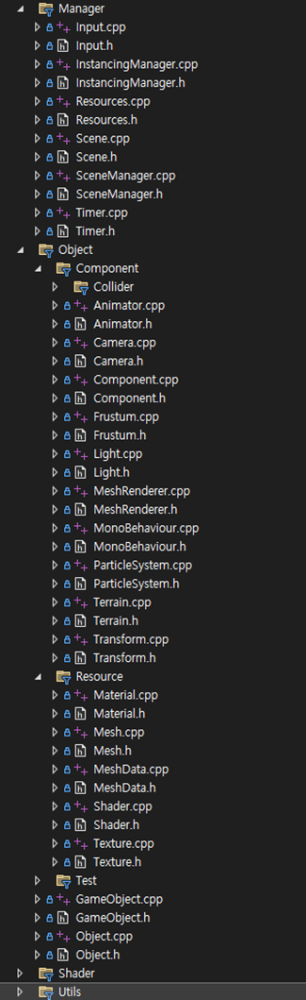 Manager
Input.cpp
Input.h
InstancingManager.cpp
InstancingManager.h
Resources.cpp
Resources.h
Scene.cpp
Scene.h
SceneManager.cpp
SceneManager.h
Timer.cpp
Timer.h
Object
Component
Collider
Animator.cpp
Animator.h
Camera.cpp
Camera.h
Component.cpp
Component.h
Frustum.cpp
Frustum.h
Light.cpp
Light.h
MeshRenderer.cpp
MeshRenderer.h
MonoBehaviour.cpp
MonoBehaviour.h
ParticleSystem.cpp
ParticleSystem.h
Terrain.cpp
Terrain.h
Transform.cpp
Transform.h
Resource
Material.cpp
Material.h
Mesh.cpp
Mesh.h
MeshData.cpp
MeshData.h
Shader.cpp
Shader.h
Texture.cpp
Texture.h
Test
GameObject.cpp
GameObject.h
Object.cpp
Object.h
Shader
Utils